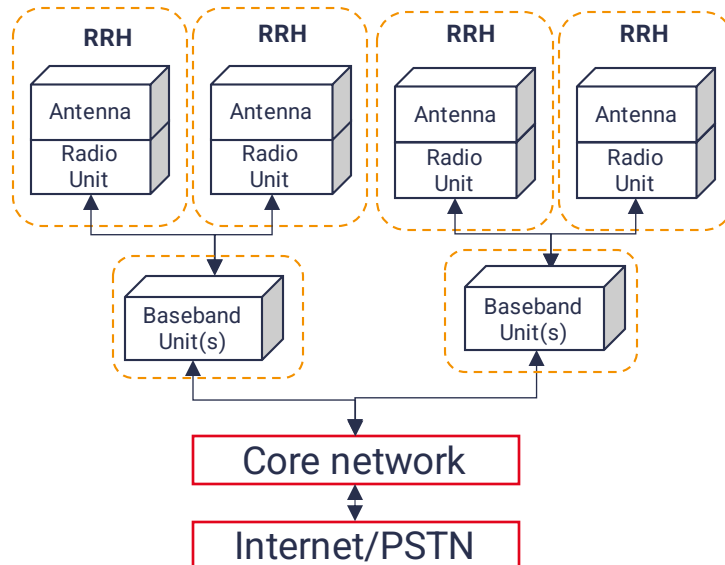 RRH
RRH
RRH
RRH
Antenna
Antenna
Antenna
Antenna
Radio
Unit
Radio
Unit
Radio
Unit
Radio
Unit
Baseband
Unit(s)
Baseband
Unit(s)
Core network
Internet/PSTN